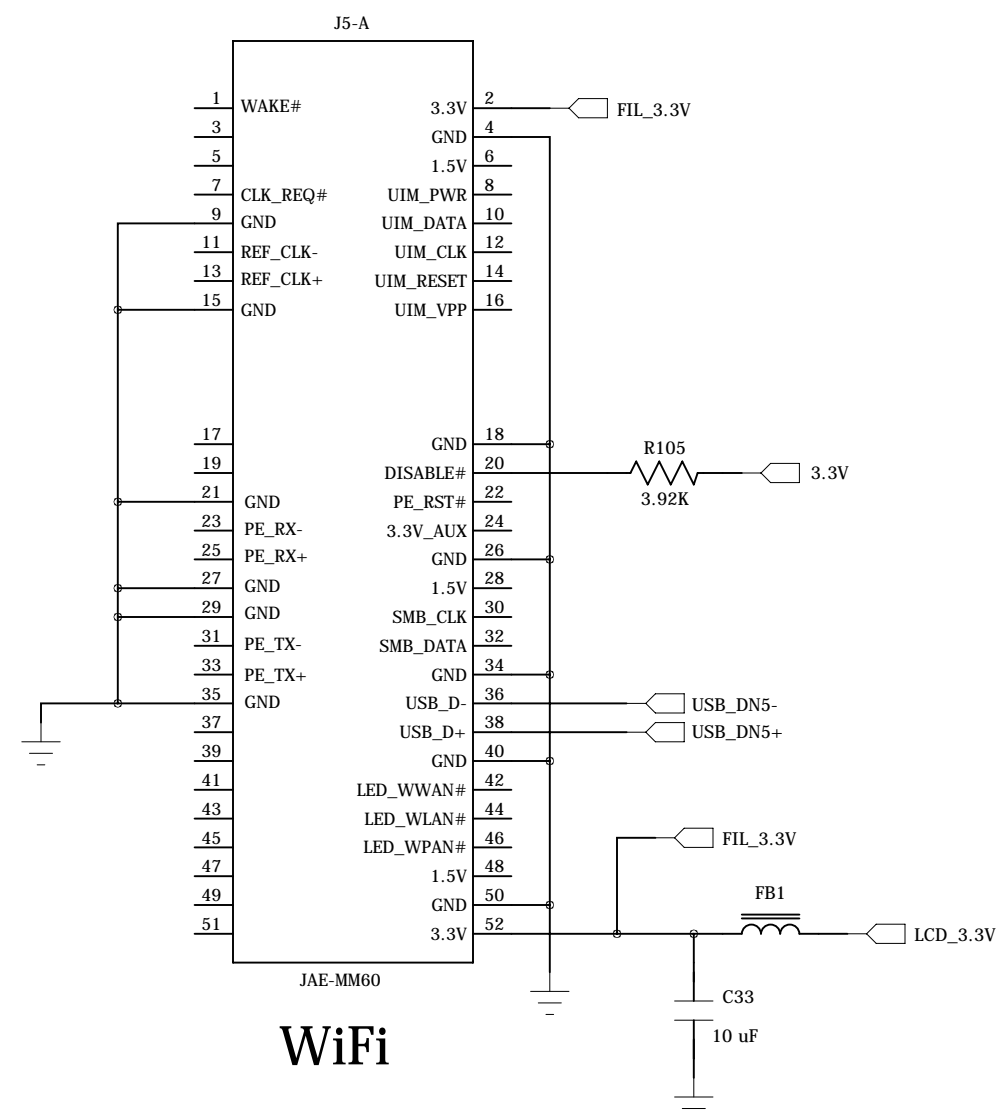 J5-A
1 WAKE# 3.3V 2 FIL_3.3V
3 GND 4
5 1.5V 6
7 CLK_REQ# UIM_PWR 8
9 GND UIM_DATA 10
11 REF_CLK- UIM_CLK 12
13 REF_CLK+ UIM_RESET 14
15 GND UIM_VPP 16
17 GND 18
R105
19 DISABLE# 20 3.3V
3.92K
21 GND PE_RST# 22
23 PE_RX- 3.3V_AUX 24
25 PE_RX+ GND 26
27 GND 1.5V 28
29 GND SMB_CLK 30
31 PE_TX- SMB_DATA 32
33 PE_TX+ GND 34
35 GND USB_D- 36 USB_DN5-
37 USB_D+ 38 USB_DN5+
39 GND 40
41 LED_WWAN# 42
43 LED_WLAN# 44
45 LED_WPAN# 46 FIL_3.3V
47 1.5V 48
49 GND 50
FB1
51 3.3V 52 LCD_3.3V
JAE-MM60
C33
10 uF
WiFi